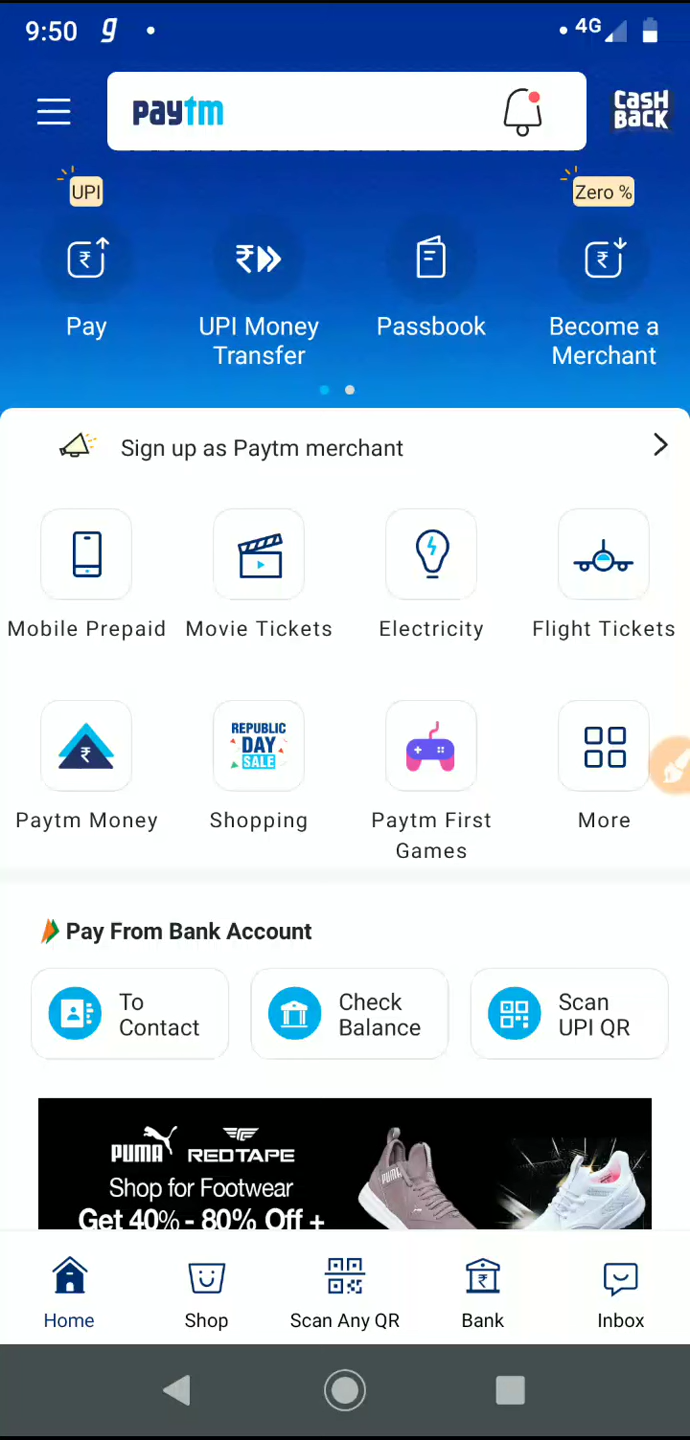 9:50 g 4G
paytm CASH BACK
UPI Zero %
Pay UPI Money Transfer Passbook Become a Merchant
Sign up as Paytm merchant
Mobile Prepaid Movie Tickets Electricity Flight Tickets
REPUBLIC DAY SALE
Paytm Money Shopping Paytm First Games More
Pay From Bank Account
To Contact Check Balance Scan UPI QR
PUMA REDTAPE
PUMA
Shop for Footwear
Get 40% - 80% Off +
Home Shop Scan Any QR Bank Inbox